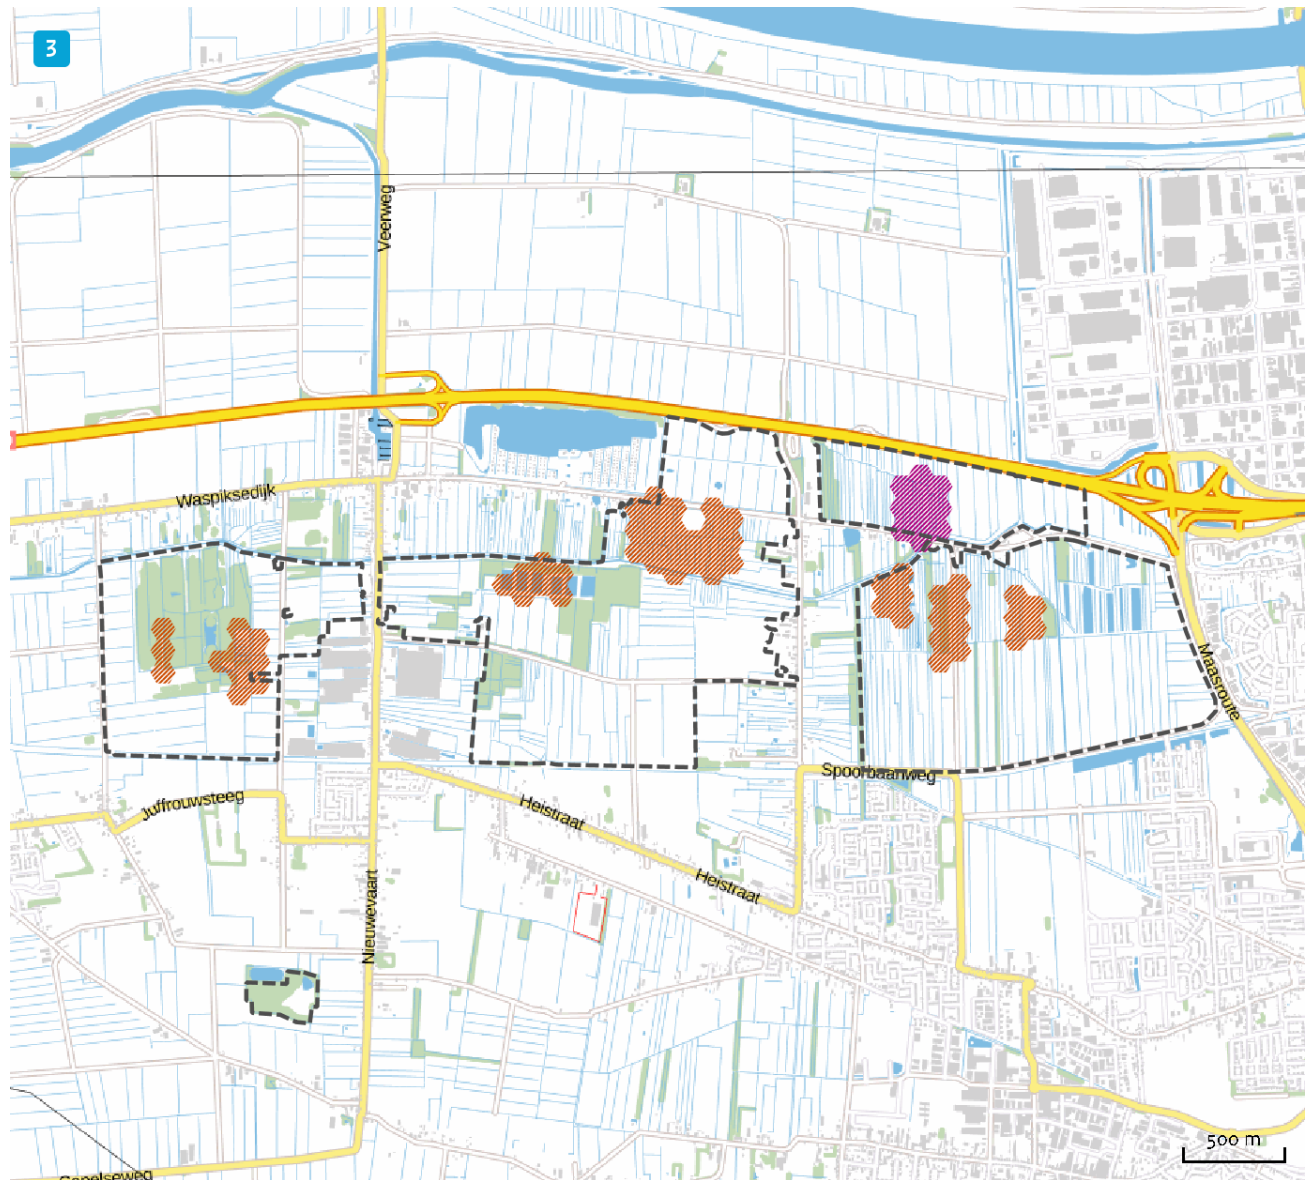 3
Veerweg
Waspiksedijk
Maasroute
Spoorbaanweg
Juffrouwsteeg
Heistraat
Heistraat
Nieuwevaart
500 m
Capelseweg